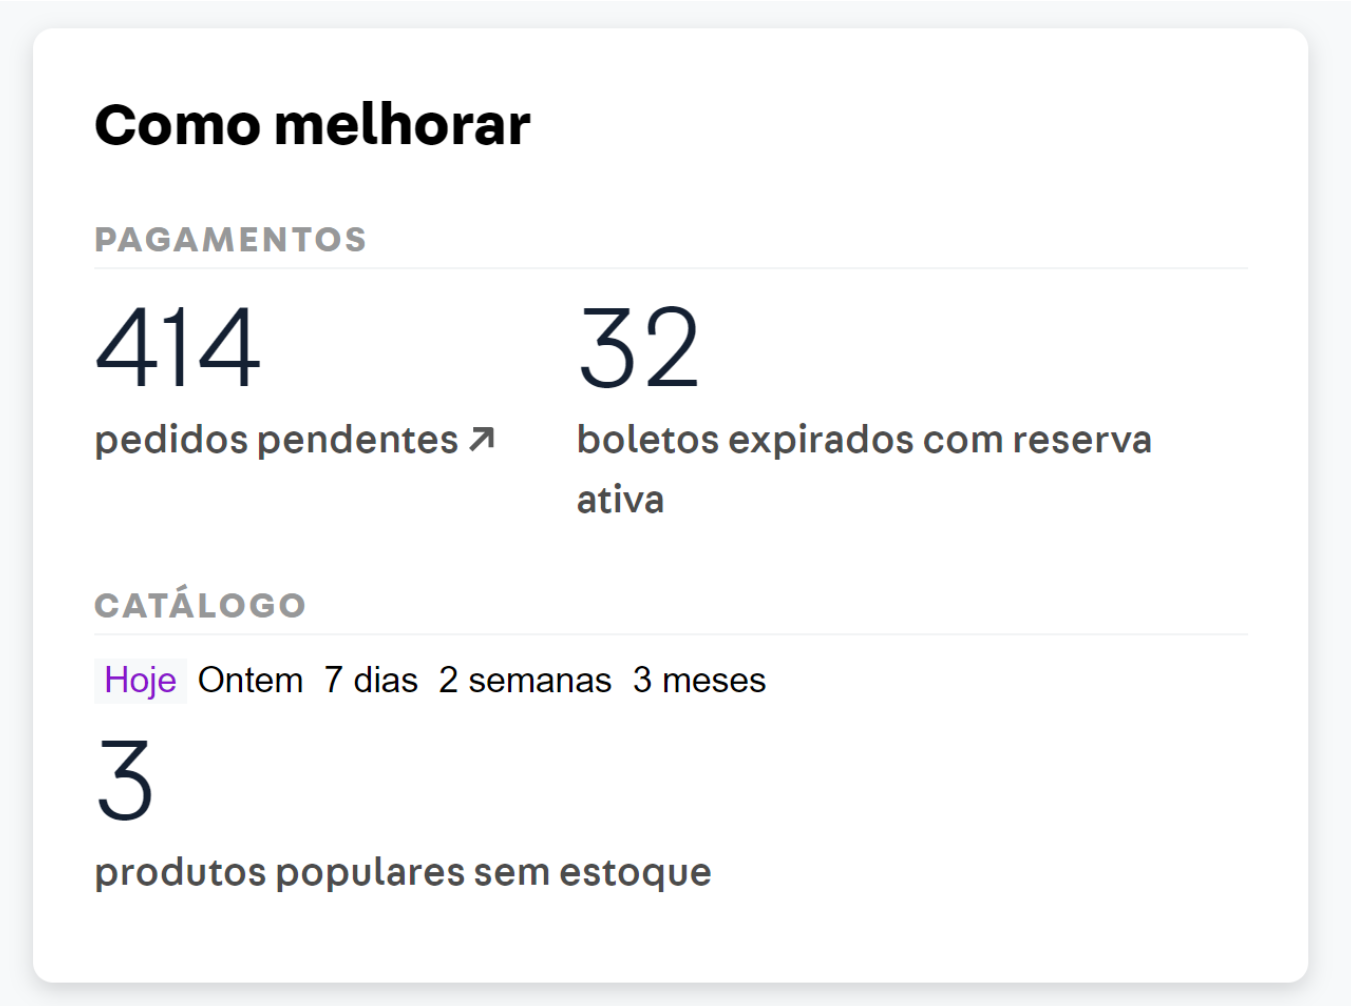 Como melhorar
PAGAMENTOS
414
pedidos pendentes ↗
32
boletos expirados com reserva
ativa
CATÁLOGO
Hoje Ontem 7 dias 2 semanas 3 meses
3
produtos populares sem estoque